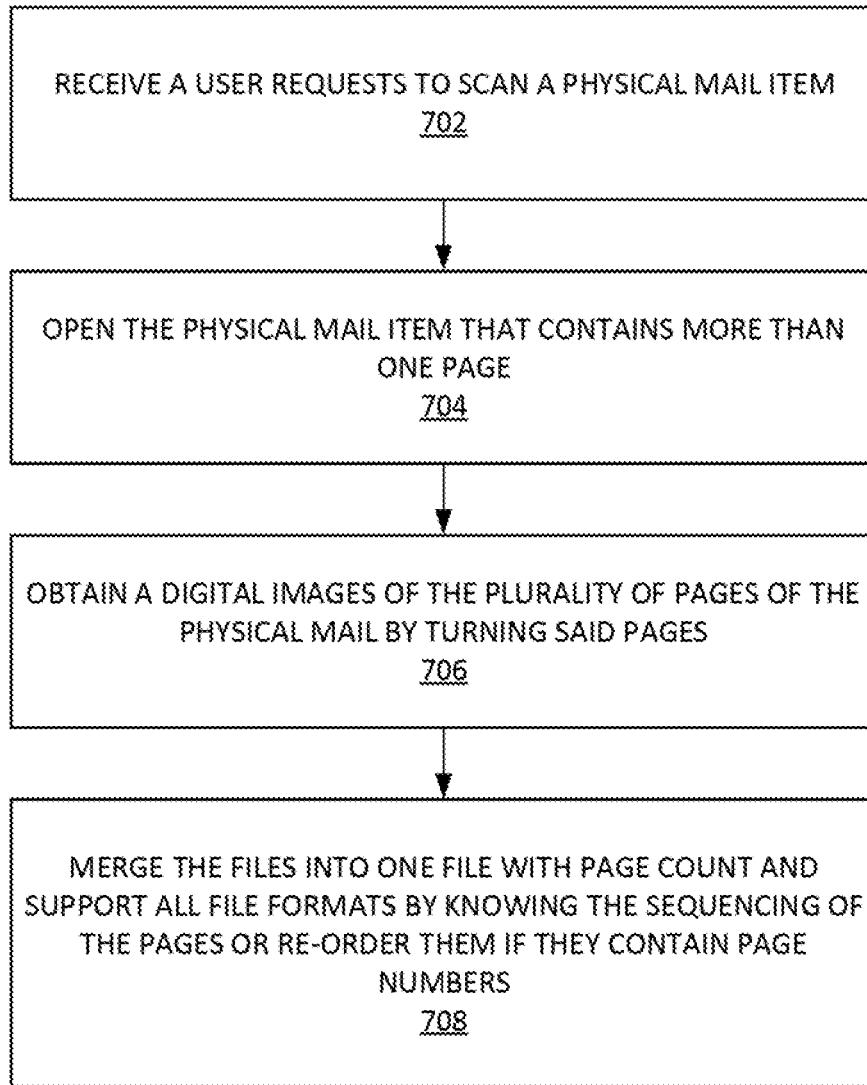 RECEIVE A USER REQUESTS TO SCAN A PHYSICAL MAIL ITEM
702
OPEN THE PHYSICAL MAIL ITEM THAT CONTAINS MORE THAN
ONE PAGE
704
OBTAIN A DIGITAL IMAGES OF THE PLURALITY OF PAGES OF THE
PHYSICAL MAIL BY TURNING SAID PAGES
706
MERGE THE FILES INTO ONE FILE WITH PAGE COUNT AND
SUPPORT ALL FILE FORMATS BY KNOWING THE SEQUENCING OF
THE PAGES OR RE-ORDER THEM IF THEY CONTAIN PAGE
NUMBERS
708